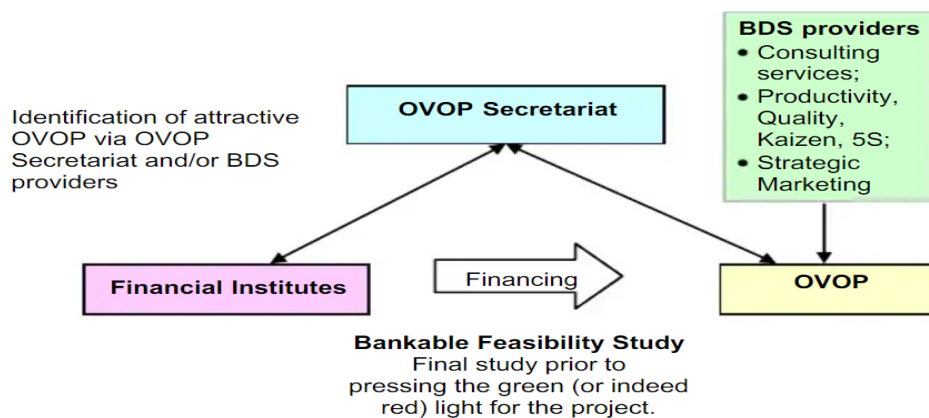 BDS providers
• Consulting
services;
• Productivity,
Quality,
Kaizen, 5S;
• Strategic
Marketing
OVOP Secretariat
Identification of attractive
OVOP via OVOP
Secretariat and/or BDS
providers
Financial Institutes
Financing
OVOP
Bankable Feasibility Study
Final study prior to
pressing the green (or indeed
red) light for the project.